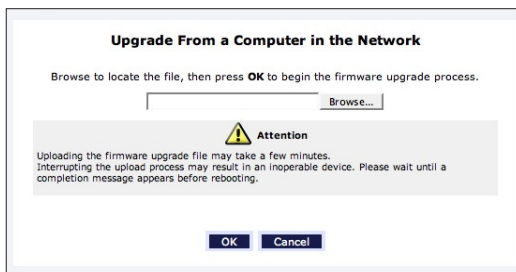 Upgrade From a Computer in the Network
Browse to locate the file, then press OK to begin the firmware upgrade process.
Browse...
Attention
Uploading the firmware upgrade file may take a few minutes.
Interrupting the upload process may result in an inoperable device. Please wait until a
completion message appears before rebooting.
OK Cancel